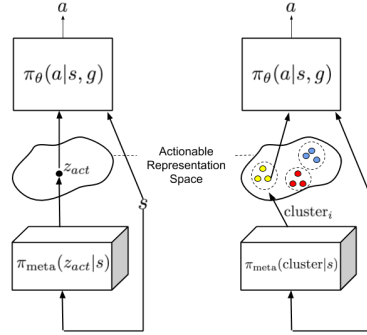 a
a
π_θ(a|s, g)
π_θ(a|s, g)
Actionable
Representation
Space
z_act
s
cluster_i
π_meta(z_act|s)
π_meta(cluster|s)